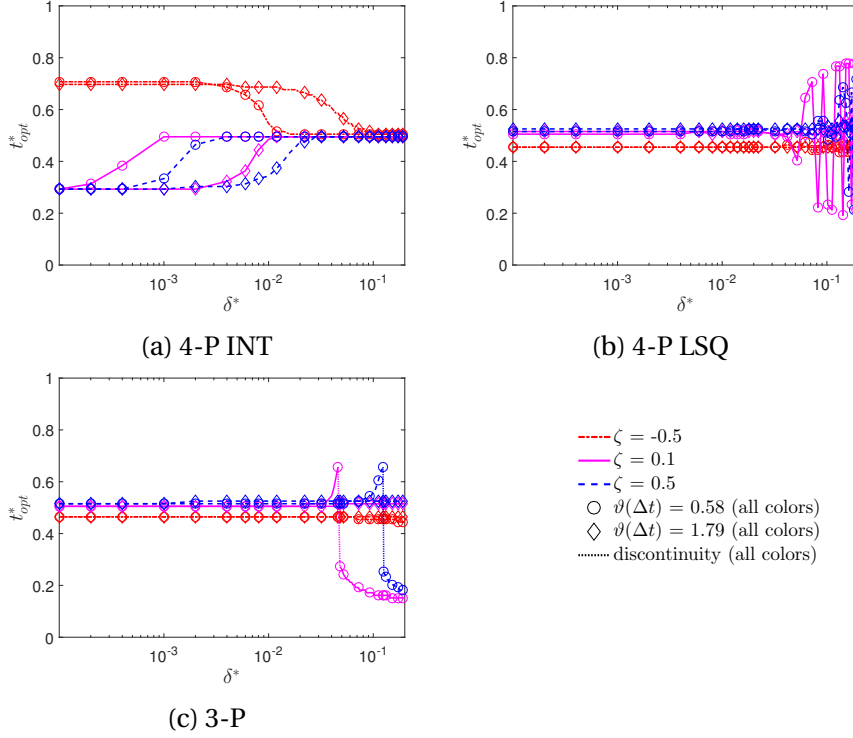 1
0.8
0.6
0.4
0.2
0
t*opt
10⁻³
10⁻²
10⁻¹
δ*
(a) 4-P INT
1
0.8
0.6
0.4
0.2
0
t*opt
10⁻³
10⁻²
10⁻¹
δ*
(b) 4-P LSQ
1
0.8
0.6
0.4
0.2
0
t*opt
10⁻³
10⁻²
10⁻¹
δ*
(c) 3-P
ζ = -0.5
ζ = 0.1
ζ = 0.5
ϑ(Δt) = 0.58 (all colors)
ϑ(Δt) = 1.79 (all colors)
discontinuity (all colors)